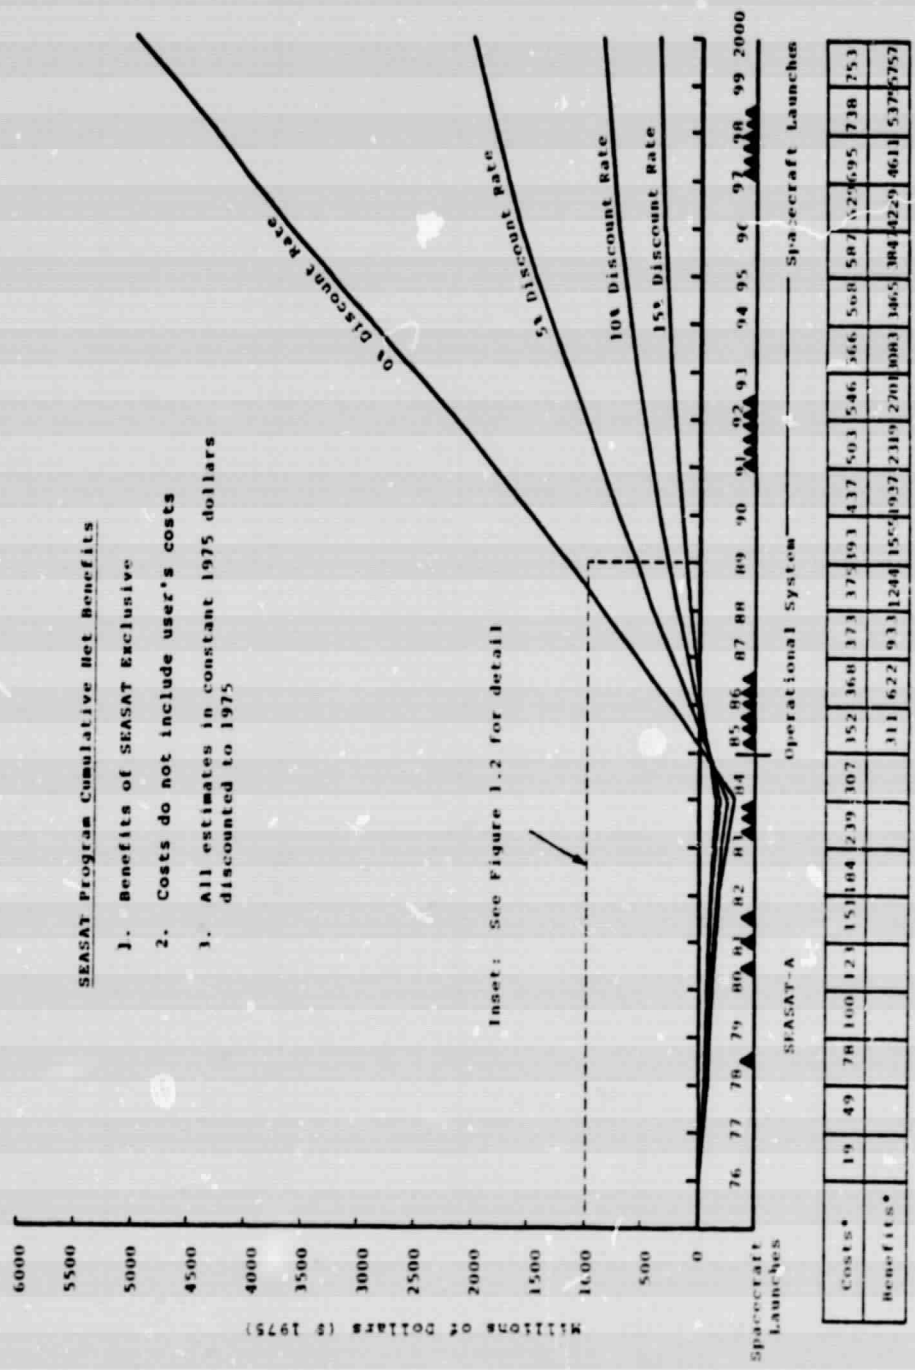 SEASAT Program Cumulative Net Benefits
1. Benefits of SEASAT Exclusive
2. Costs do not include user's costs
3. All estimates in constant 1975 dollars
discounted to 1975
6000
5500
5000
4500
4000
3500
3000
2500
2000
1500
1000
500
0
Millions of Dollars ($ 1975)
Inset: See Figure 1.2 for detail
0% Discount Rate
5% Discount Rate
10% Discount Rate
15% Discount Rate
76 77 78 79 80 81 82 83 84 85 86 87 88 89 90 91 92 93 94 95 96 97 98 99 2000
Spacecraft
Launches
SEASAT-A Operational System Spacecraft Launches
Costs* 19 49 78 100 123 151 184 239 307 352 368 373 375 393 437 503 546 566 568 587 629 695 738 753
Benefits* 311 622 933 1244 1555 1937 2319 2701 3083 3465 3847 4229 4611 5375 5757